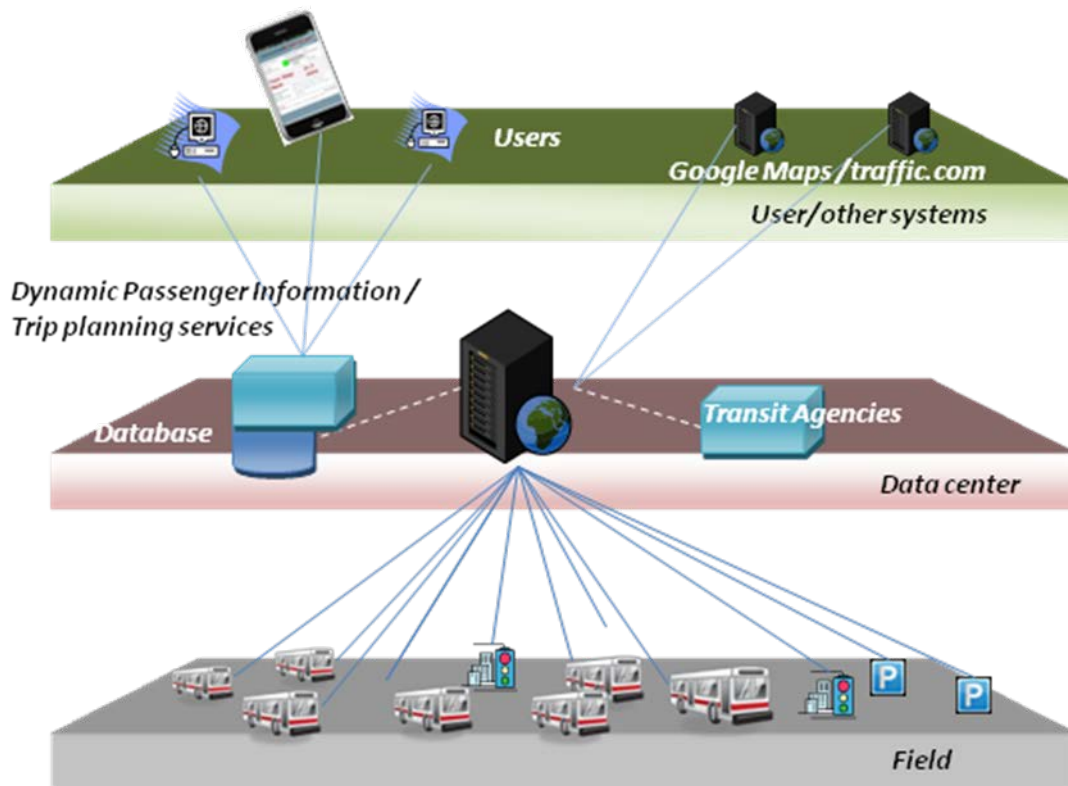 Users
Google Maps/traffic.com
User/other systems
Dynamic Passenger Information /
Trip planning services
Database
Transit Agencies
Data center
P
P
Field